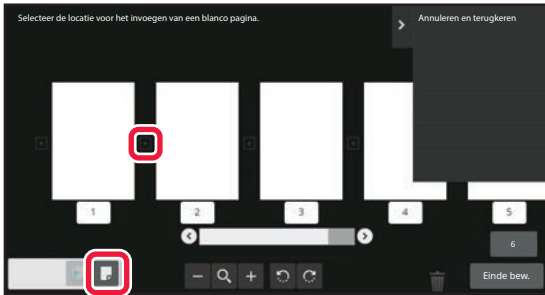 Selecteer de locatie voor het invoegen van een blanco pagina.
Annuleren en terugkeren
1
2
3
4
5
6
Einde bew.